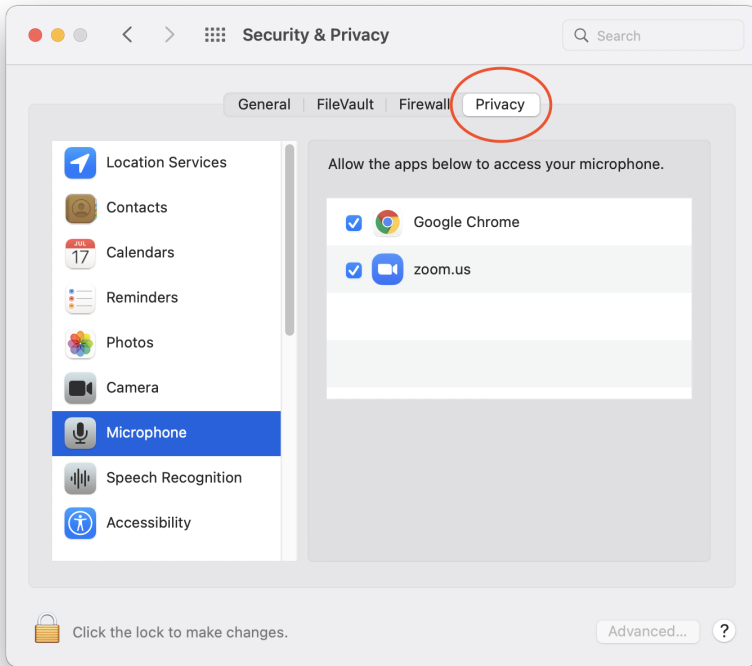 Security & Privacy
Search
General FileVault Firewall Privacy
Location Services
Contacts
JUL
17
Calendars
Reminders
Photos
Camera
Microphone
Speech Recognition
Accessibility
Allow the apps below to access your microphone.
Google Chrome
zoom.us
Click the lock to make changes.
Advanced...
?